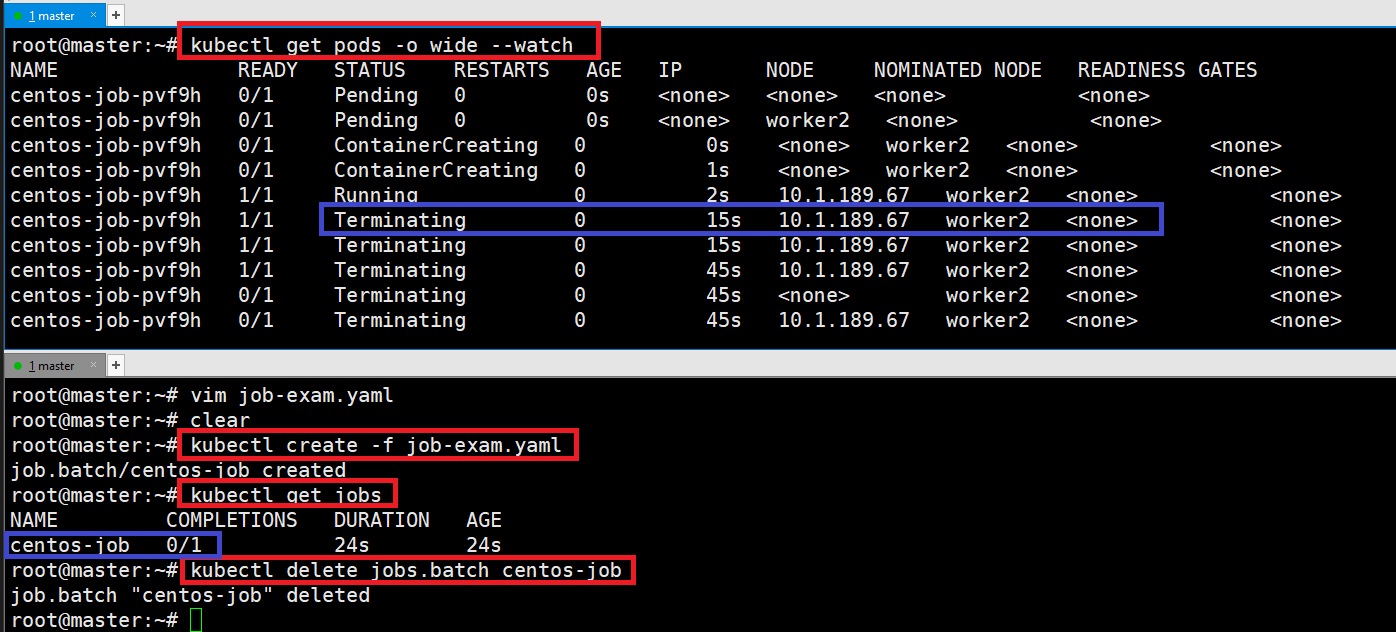 1 master × +
root@master:~# kubectl get pods -o wide --watch
NAME READY STATUS RESTARTS AGE IP NODE NOMINATED NODE READINESS GATES
centos-job-pvf9h 0/1 Pending 0 0s <none> <none> <none> <none>
centos-job-pvf9h 0/1 Pending 0 0s <none> worker2 <none> <none>
centos-job-pvf9h 0/1 ContainerCreating 0 0s <none> worker2 <none> <none>
centos-job-pvf9h 0/1 ContainerCreating 0 1s <none> worker2 <none> <none>
centos-job-pvf9h 1/1 Running 0 2s 10.1.189.67 worker2 <none> <none>
centos-job-pvf9h 1/1 Terminating 0 15s 10.1.189.67 worker2 <none> <none>
centos-job-pvf9h 1/1 Terminating 0 15s 10.1.189.67 worker2 <none> <none>
centos-job-pvf9h 1/1 Terminating 0 45s 10.1.189.67 worker2 <none> <none>
centos-job-pvf9h 0/1 Terminating 0 45s <none> worker2 <none> <none>
centos-job-pvf9h 0/1 Terminating 0 45s 10.1.189.67 worker2 <none> <none>
1 master × +
root@master:~# vim job-exam.yaml
root@master:~# clear
root@master:~# kubectl create -f job-exam.yaml
job.batch/centos-job created
root@master:~# kubectl get jobs
NAME COMPLETIONS DURATION AGE
centos-job 0/1 24s 24s
root@master:~# kubectl delete jobs.batch centos-job
job.batch "centos-job" deleted
root@master:~#